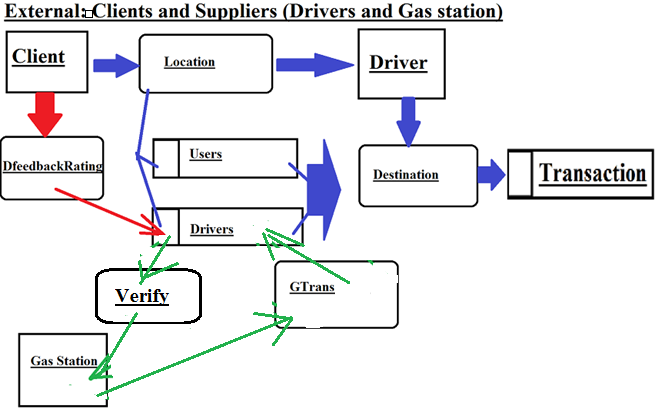 External: Clients and Suppliers (Drivers and Gas station)
Client
Location
Driver
DfeedbackRating
Users
Destination
Transaction
Drivers
Verify
GTrans
Gas Station